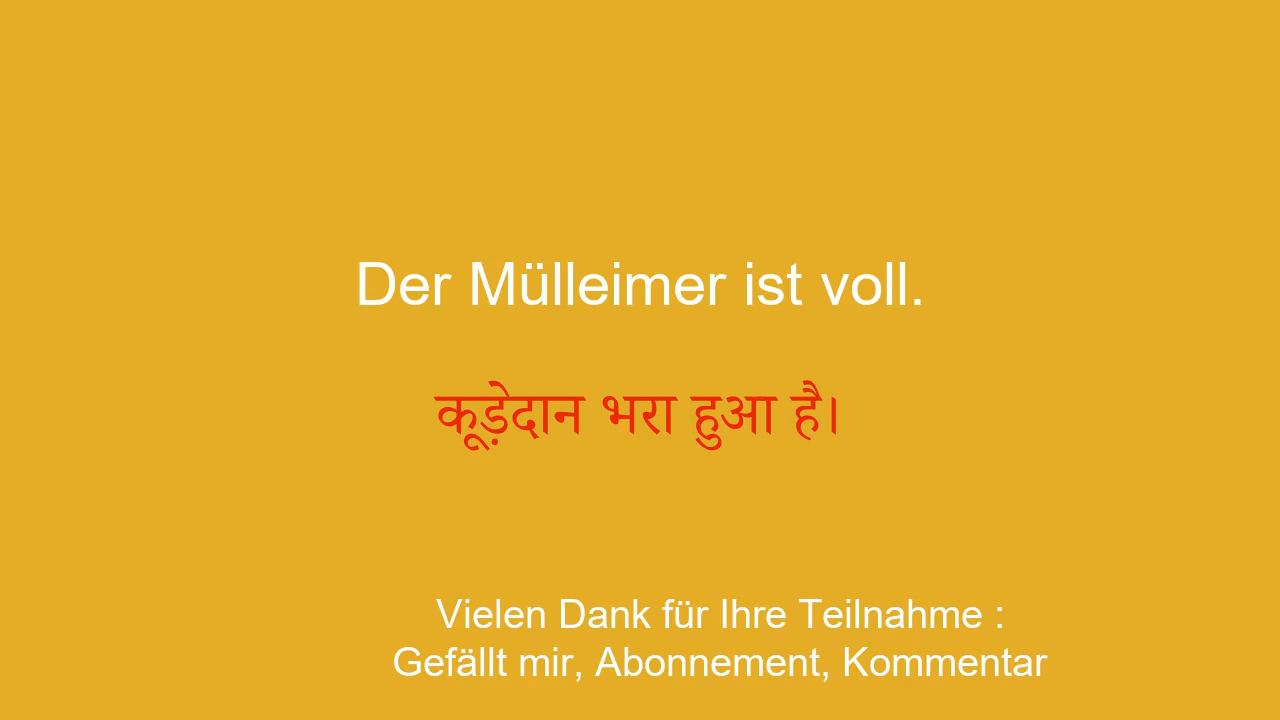 Der Mülleimer ist voll.
कूड़ेदान भरा हुआ है।
Vielen Dank für Ihre Teilnahme :
Gefällt mir, Abonnement, Kommentar